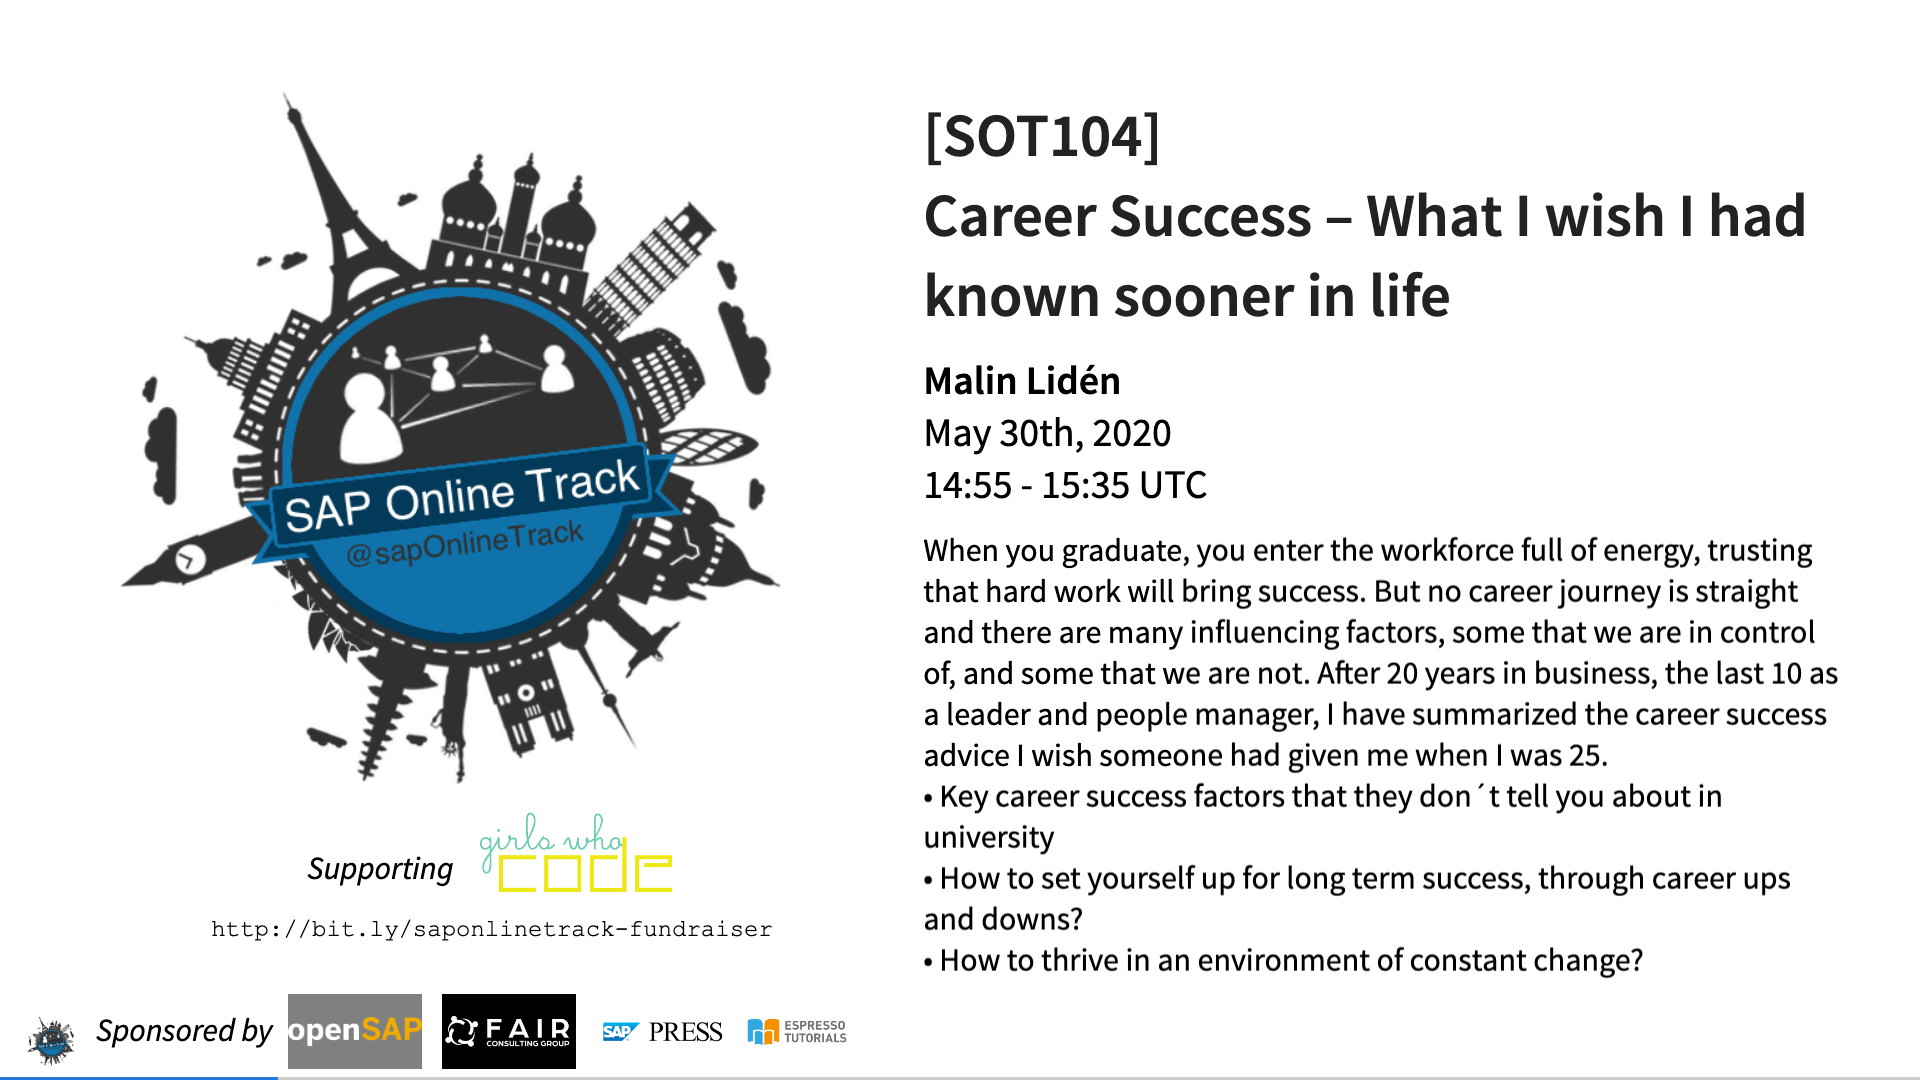 [SOT104]
Career Success – What I wish I had
known sooner in life
Malin Lidén
May 30th, 2020
14:55 - 15:35 UTC
When you graduate, you enter the workforce full of energy, trusting
that hard work will bring success. But no career journey is straight
and there are many influencing factors, some that we are in control
of, and some that we are not. After 20 years in business, the last 10 as
a leader and people manager, I have summarized the career success
advice I wish someone had given me when I was 25.
• Key career success factors that they don´t tell you about in
university
• How to set yourself up for long term success, through career ups
and downs?
• How to thrive in an environment of constant change?
SAP Online Track
@sapOnlineTrack
Supporting
girls who
code
http://bit.ly/saponlinetrack-fundraiser
Sponsored by
openSAP
FAIR
CONSULTING GROUP
SAP PRESS
ESPRESSO
TUTORIALS